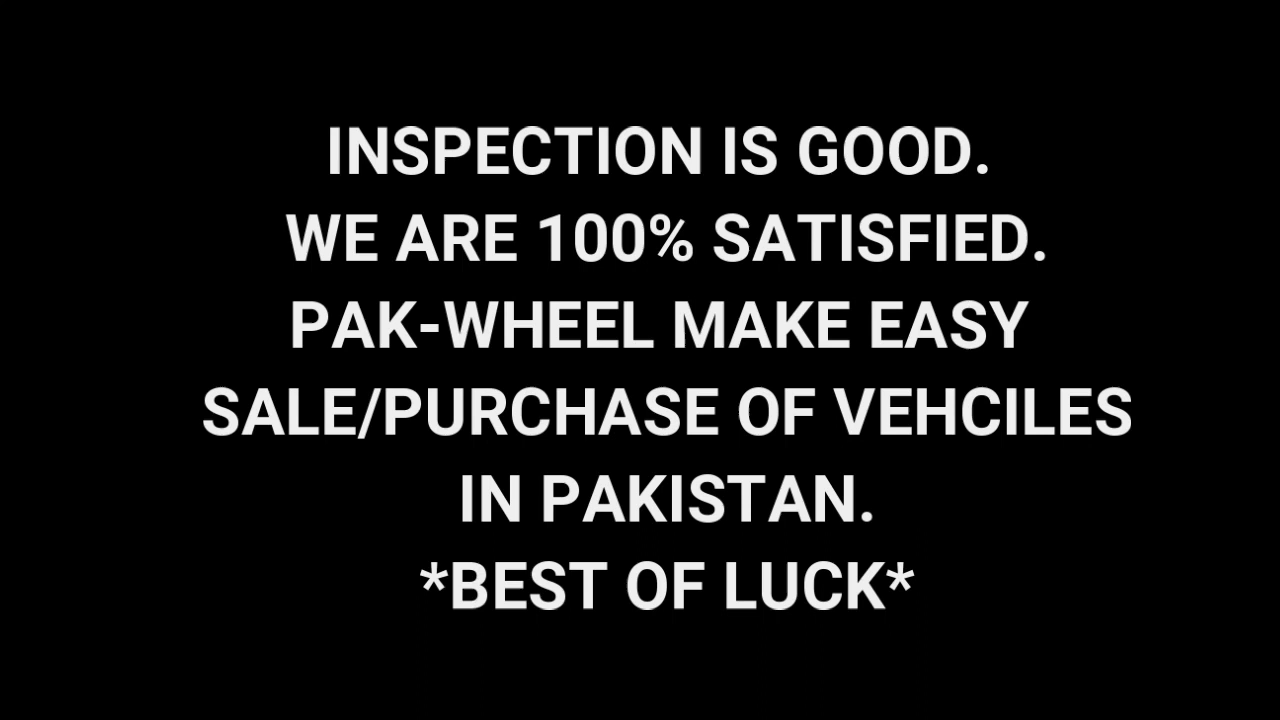 INSPECTION IS GOOD.
WE ARE 100% SATISFIED.
PAK-WHEEL MAKE EASY
SALE/PURCHASE OF VEHCILES
IN PAKISTAN.
*BEST OF LUCK*